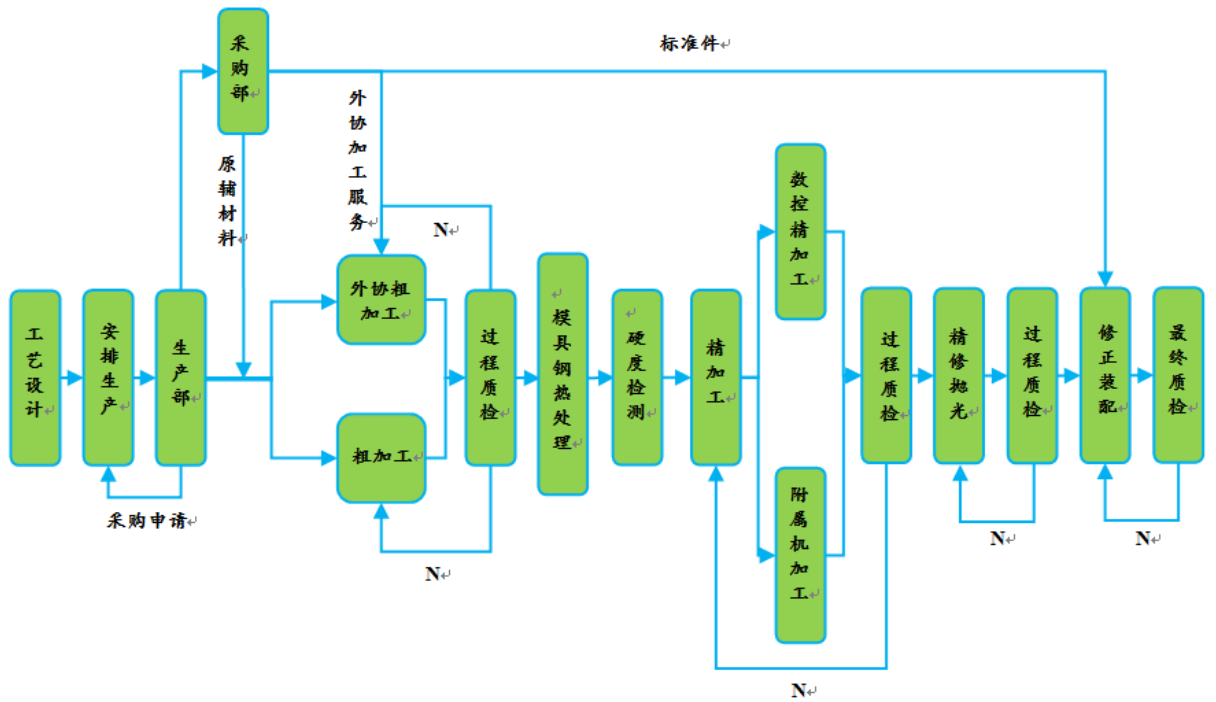 采购部
标准件
外协加工服务
原辅材料
N
数控精加工
工艺设计
安排生产
生产部
外协粗加工
粗加工
过程质检
模具钢热处理
硬度检测
精加工
附属机加工
过程质检
精修抛光
过程质检
修正装配
最终质检
采购申请
N
N
N
N